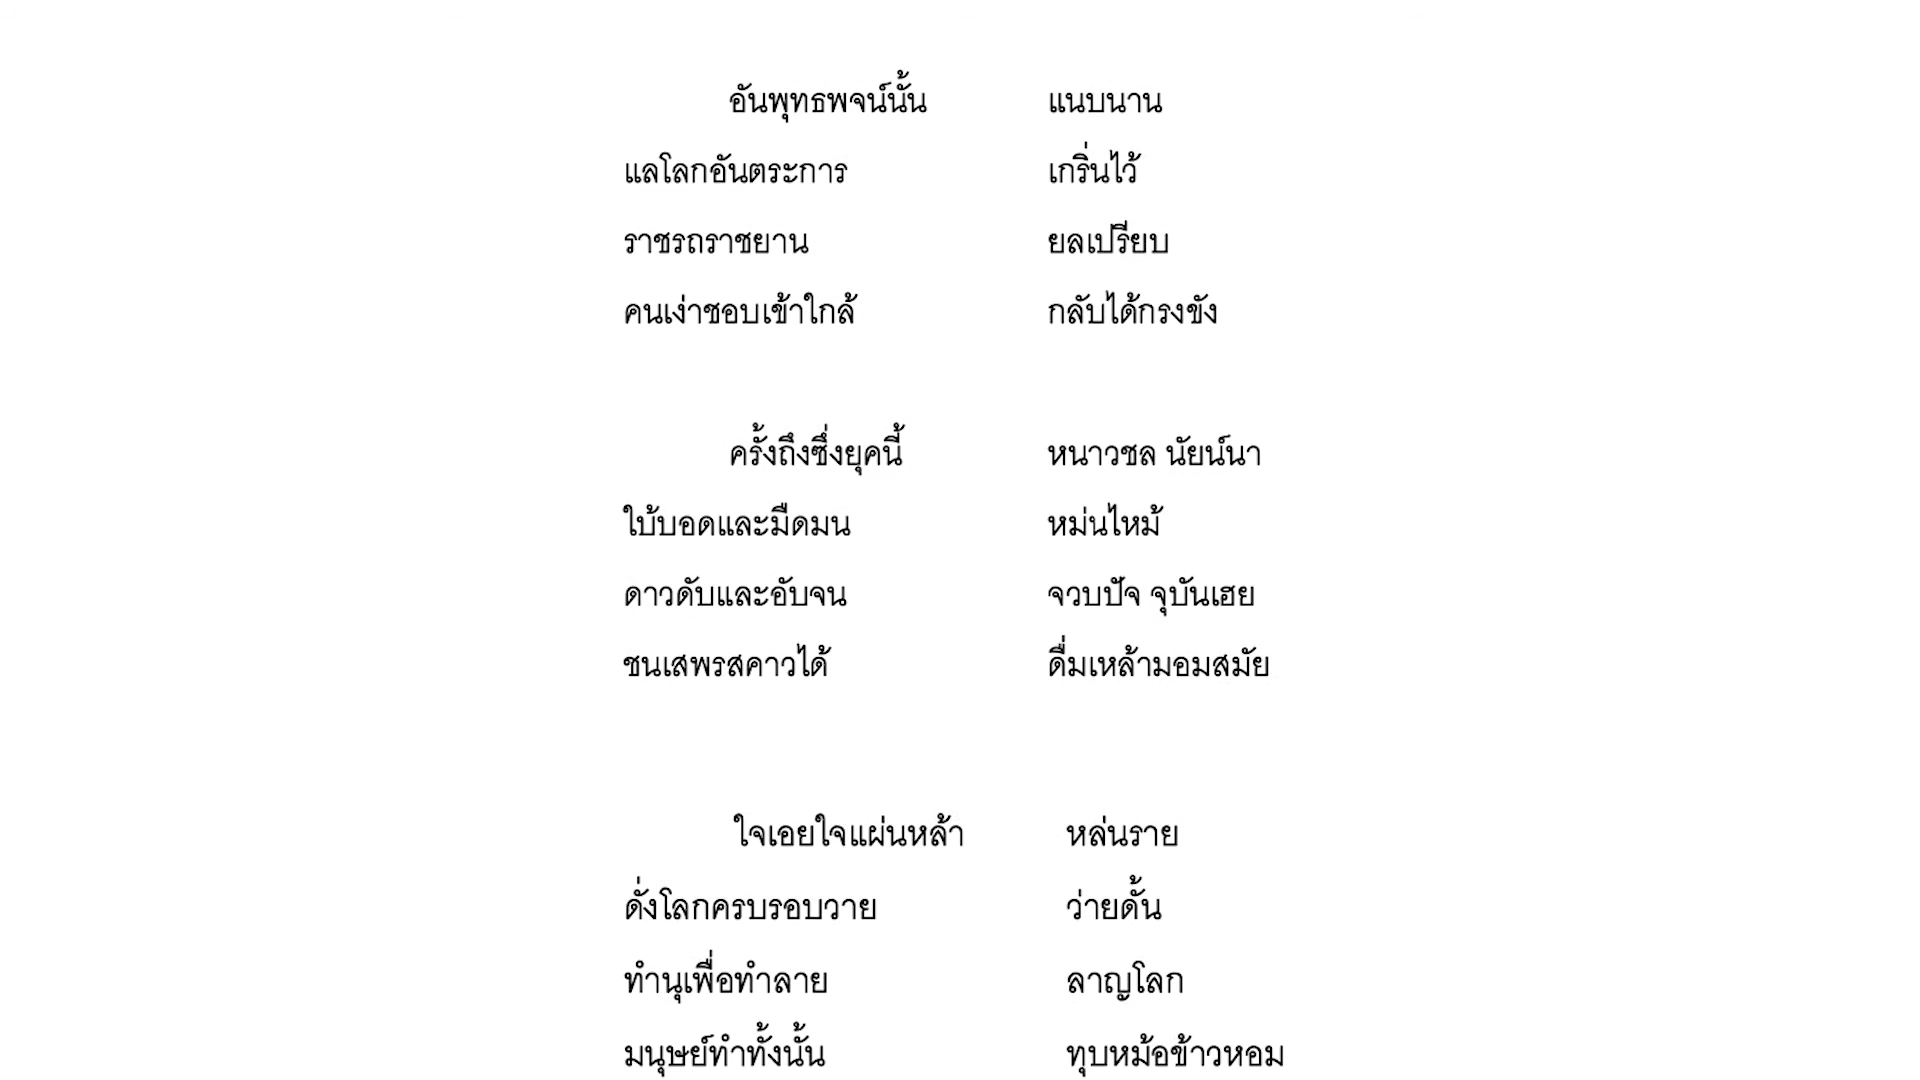 อันพุทธพจน์นั้น แนบนาน
แลโลกอันตระการ เกริ่นไว้
ราชรถราชยาน ยลเปรียบ
คนเง่าชอบเข้าใกล้ กลับได้กรงขัง
ครั้งถึงซึ่งยุคนี้ หนาวชล นัยน์นา
ใบ้บอดและมืดมน หม่นไหม้
ดาวดับและอับจน จวบปัจ จุบันเฮย
ชนเสพรสคาวได้ ดื่มเหล้ามอมสมัย
ใจเอยใจแผ่นหล้า หล่นราย
ดั่งโลกครบรอบวาย ว่ายดั้น
ทำนุเพื่อทำลาย ลาญโลก
มนุษย์ทำทั้งนั้น ทุบหม้อข้าวหอม